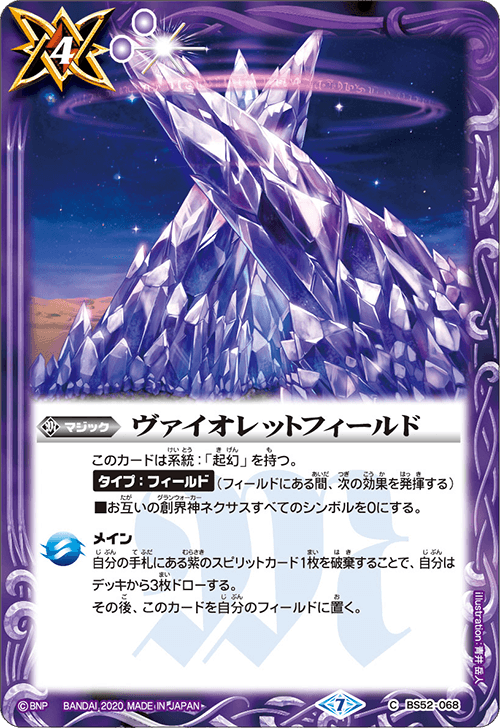 4
マジック ヴァイオレットフィールド
このカードは系統：「起幻」を持つ。
タイプ：フィールド（フィールドにある間、次の効果を発揮する）
■お互いの創界神ネクサスすべてのシンボルを0にする。
メイン
自分の手札にある紫のスピリットカード1枚を破棄することで、自分は
デッキから3枚ドローする。
その後、このカードを自分のフィールドに置く。
illustration：青井 岳人
©BNP BANDAI, 2020, MADE IN JAPAN 7 C BS52-068